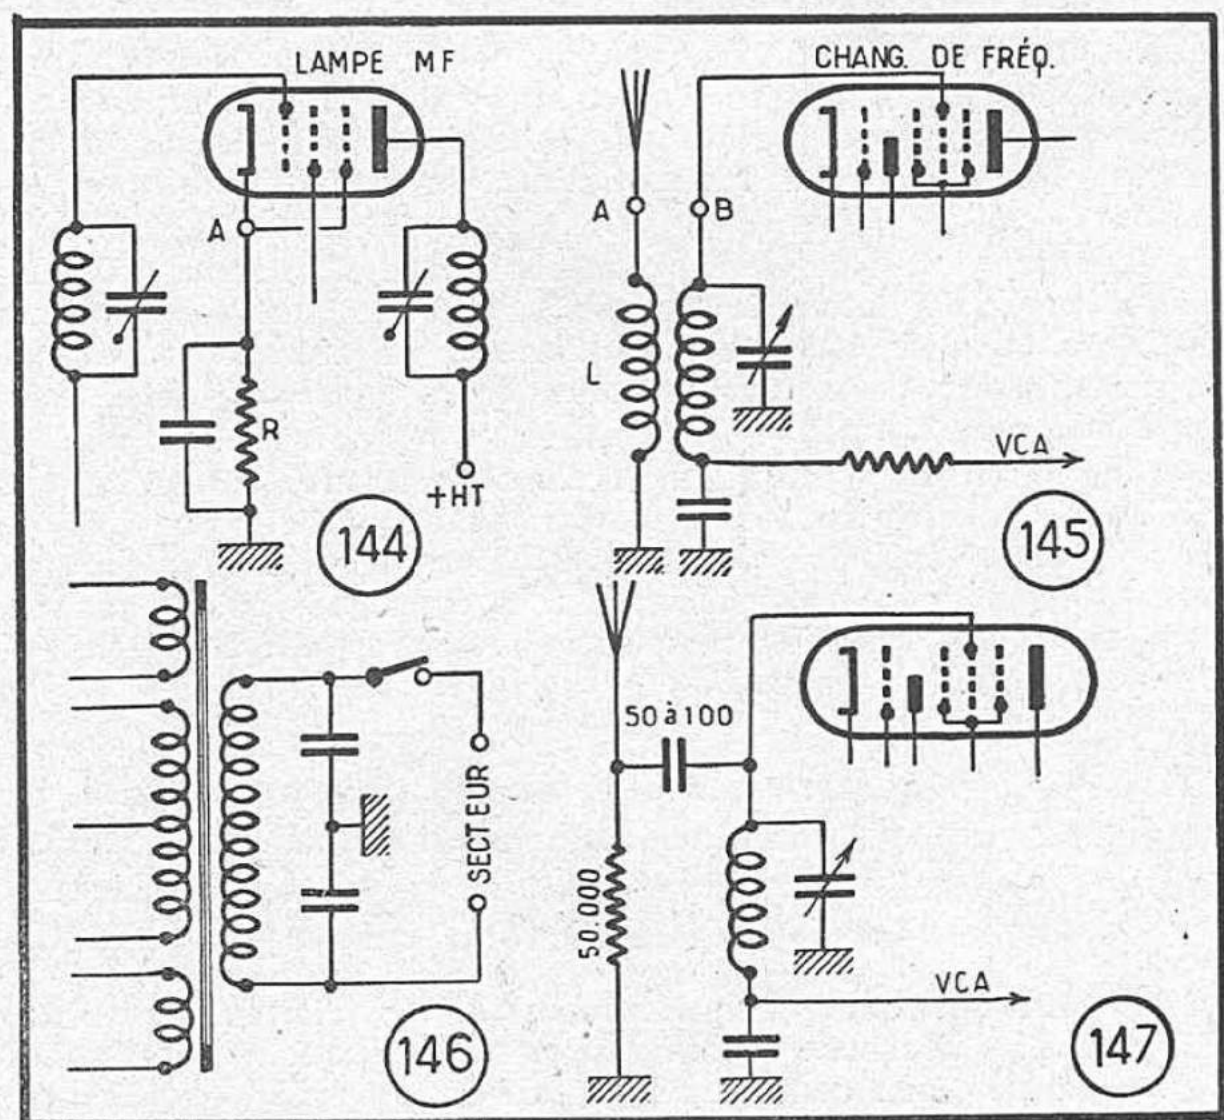 LAMPE MF
A
R
+HT
144
CHANG. DE FRÉQ.
A
B
L
VCA
145
SECTEUR
146
50 à 100
50.000
VCA
147